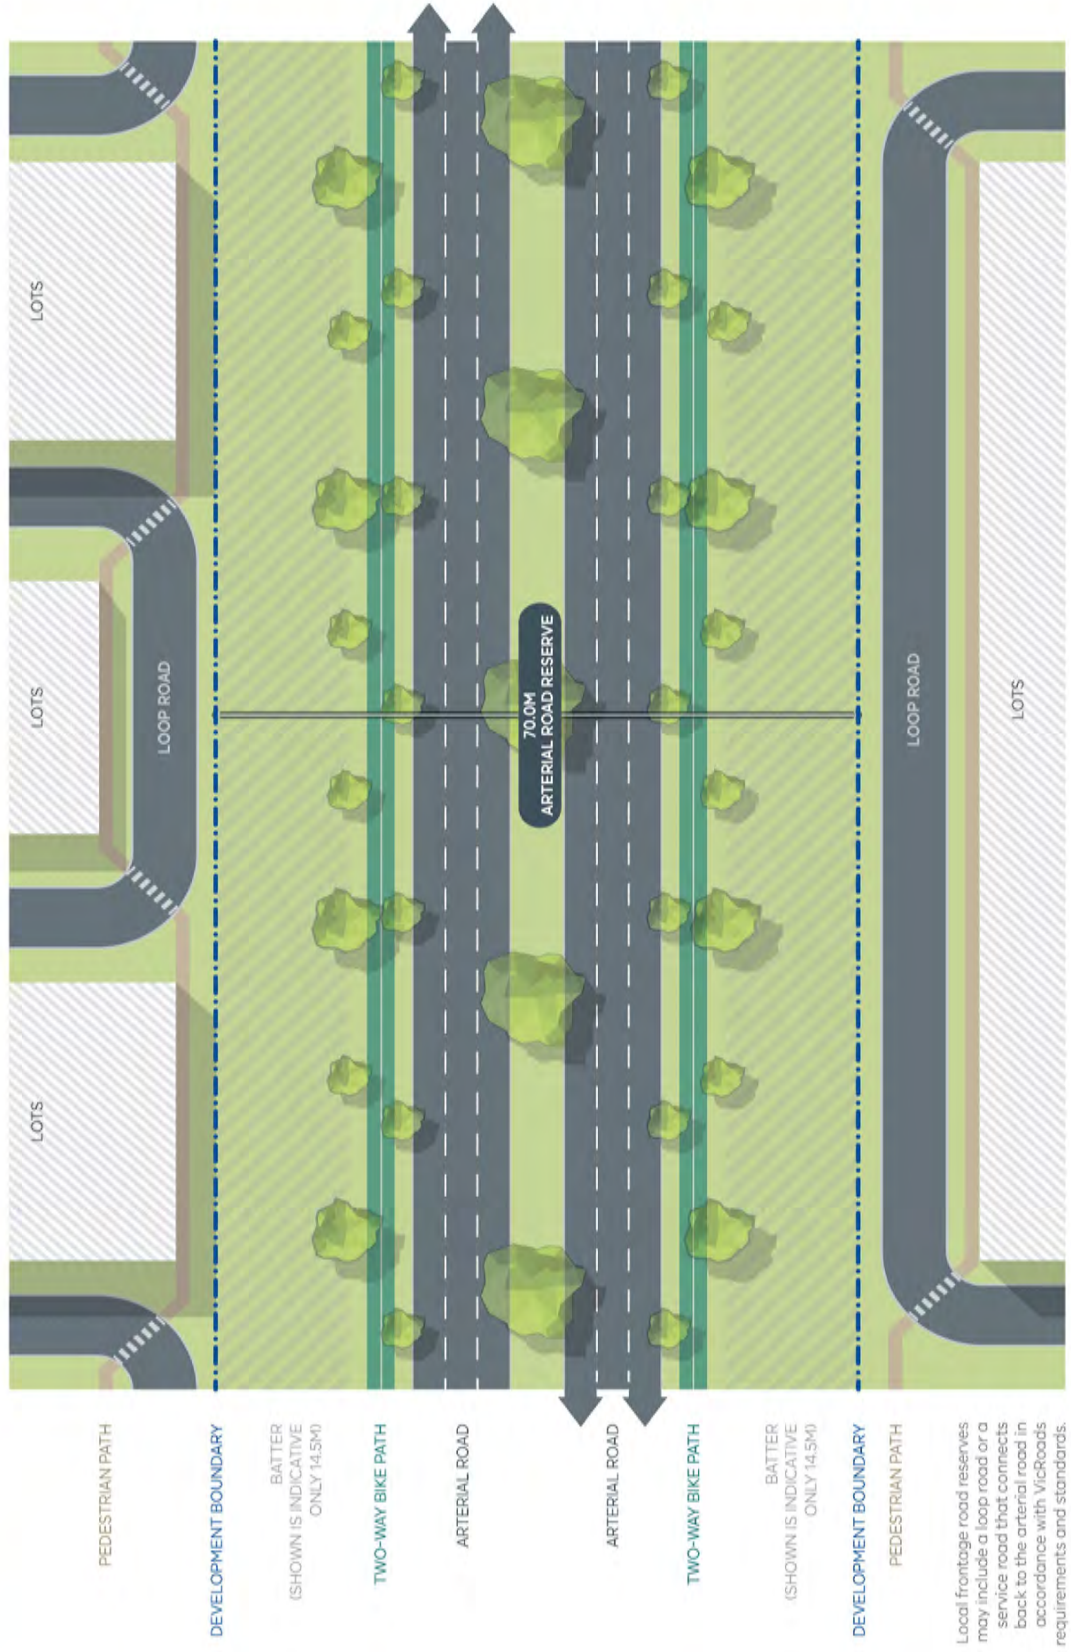 LOTS
LOTS
LOTS
LOOP ROAD
70.0M
ARTERIAL ROAD RESERVE
LOOP ROAD
LOTS
PEDESTRIAN PATH
DEVELOPMENT BOUNDARY
BATTER
(SHOWN IS INDICATIVE
ONLY 14.5M)
TWO-WAY BIKE PATH
ARTERIAL ROAD
ARTERIAL ROAD
TWO-WAY BIKE PATH
BATTER
(SHOWN IS INDICATIVE
ONLY 14.5M)
DEVELOPMENT BOUNDARY
PEDESTRIAN PATH
Local frontage road reserves
may include a loop road or a
service road that connects
back to the arterial road in
accordance with VicRoads
requirements and standards.